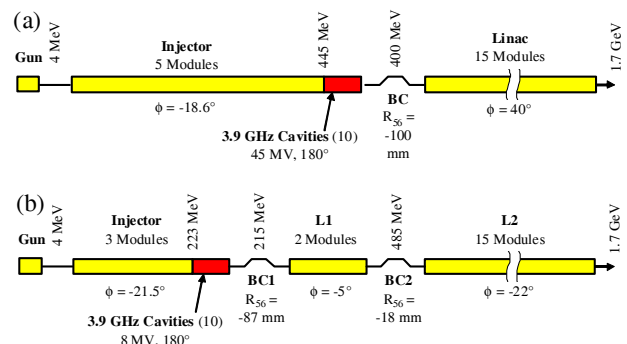 (a)
Gun
4 MeV
Injector
5 Modules
ϕ = -18.6°
445 MeV
3.9 GHz Cavities (10)
45 MV, 180°
400 MeV
BC
R56 =
-100
mm
Linac
15 Modules
ϕ = 40°
1.7 GeV
(b)
Gun
4 MeV
Injector
3 Modules
ϕ = -21.5°
223 MeV
3.9 GHz Cavities (10)
8 MV, 180°
215 MeV
BC1
R56 =
-87 mm
L1
2 Modules
ϕ = -5°
485 MeV
BC2
R56 =
-18 mm
L2
15 Modules
ϕ = -22°
1.7 GeV